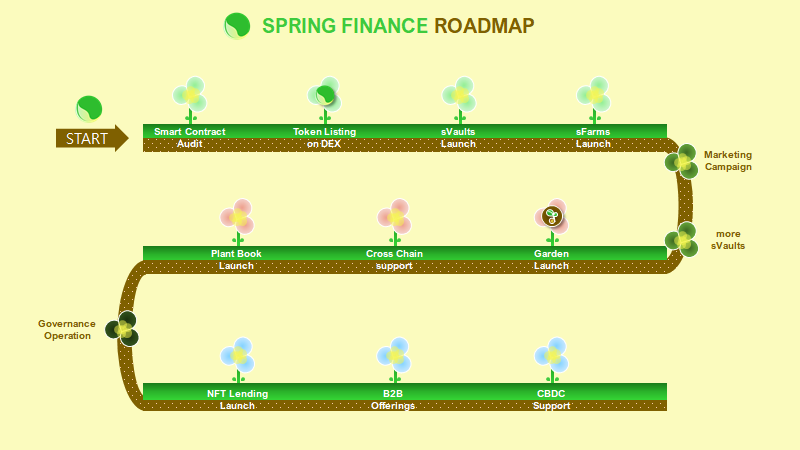 SPRING FINANCE ROADMAP
START
Smart Contract
Audit
Token Listing
on DEX
sVaults
Launch
sFarms
Launch
Marketing
Campaign
more
sVaults
Garden
Launch
Cross Chain
support
Plant Book
Launch
Governance
Operation
NFT Lending
Launch
B2B
Offerings
CBDC
Support